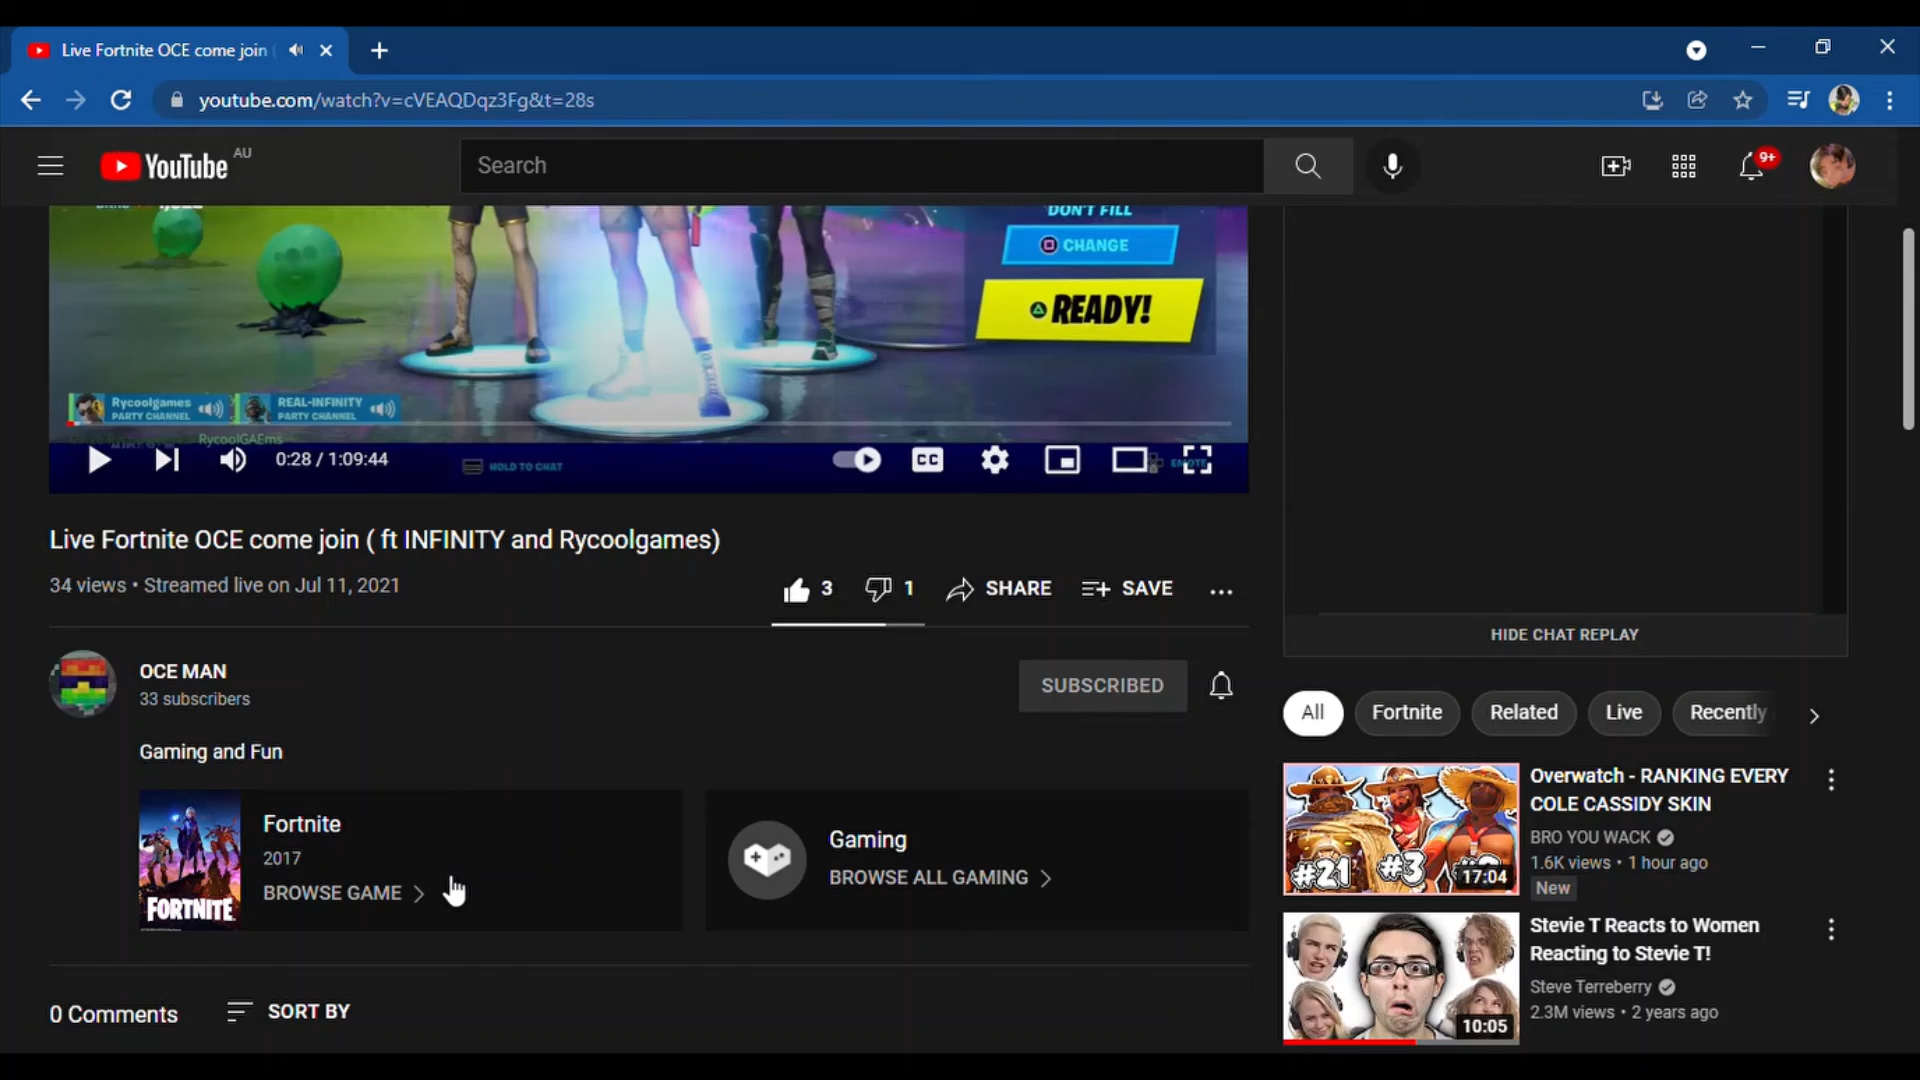 Live Fortnite OCE come join
youtube.com/watch?v=cVEAQDqz3Fg&t=28s
YouTube AU
Search
9+
DON'T FILL
CHANGE
READY!
Rycoolgames
PARTY CHANNEL
REAL-INFINITY
PARTY CHANNEL
RycoolGAEms
0:28 / 1:09:44
HOLD TO CHAT
CC
EMOTE
Live Fortnite OCE come join ( ft INFINITY and Rycoolgames)
34 views • Streamed live on Jul 11, 2021
3
1
SHARE
SAVE
HIDE CHAT REPLAY
OCE MAN
33 subscribers
SUBSCRIBED
Gaming and Fun
Fortnite
2017
BROWSE GAME
FORTNITE
Gaming
BROWSE ALL GAMING
0 Comments
SORT BY
All
Fortnite
Related
Live
Recently
Overwatch - RANKING EVERY
COLE CASSIDY SKIN
BRO YOU WACK
1.6K views • 1 hour ago
New
#21
#3
17:04
Stevie T Reacts to Women
Reacting to Stevie T!
Steve Terreberry
2.3M views • 2 years ago
10:05